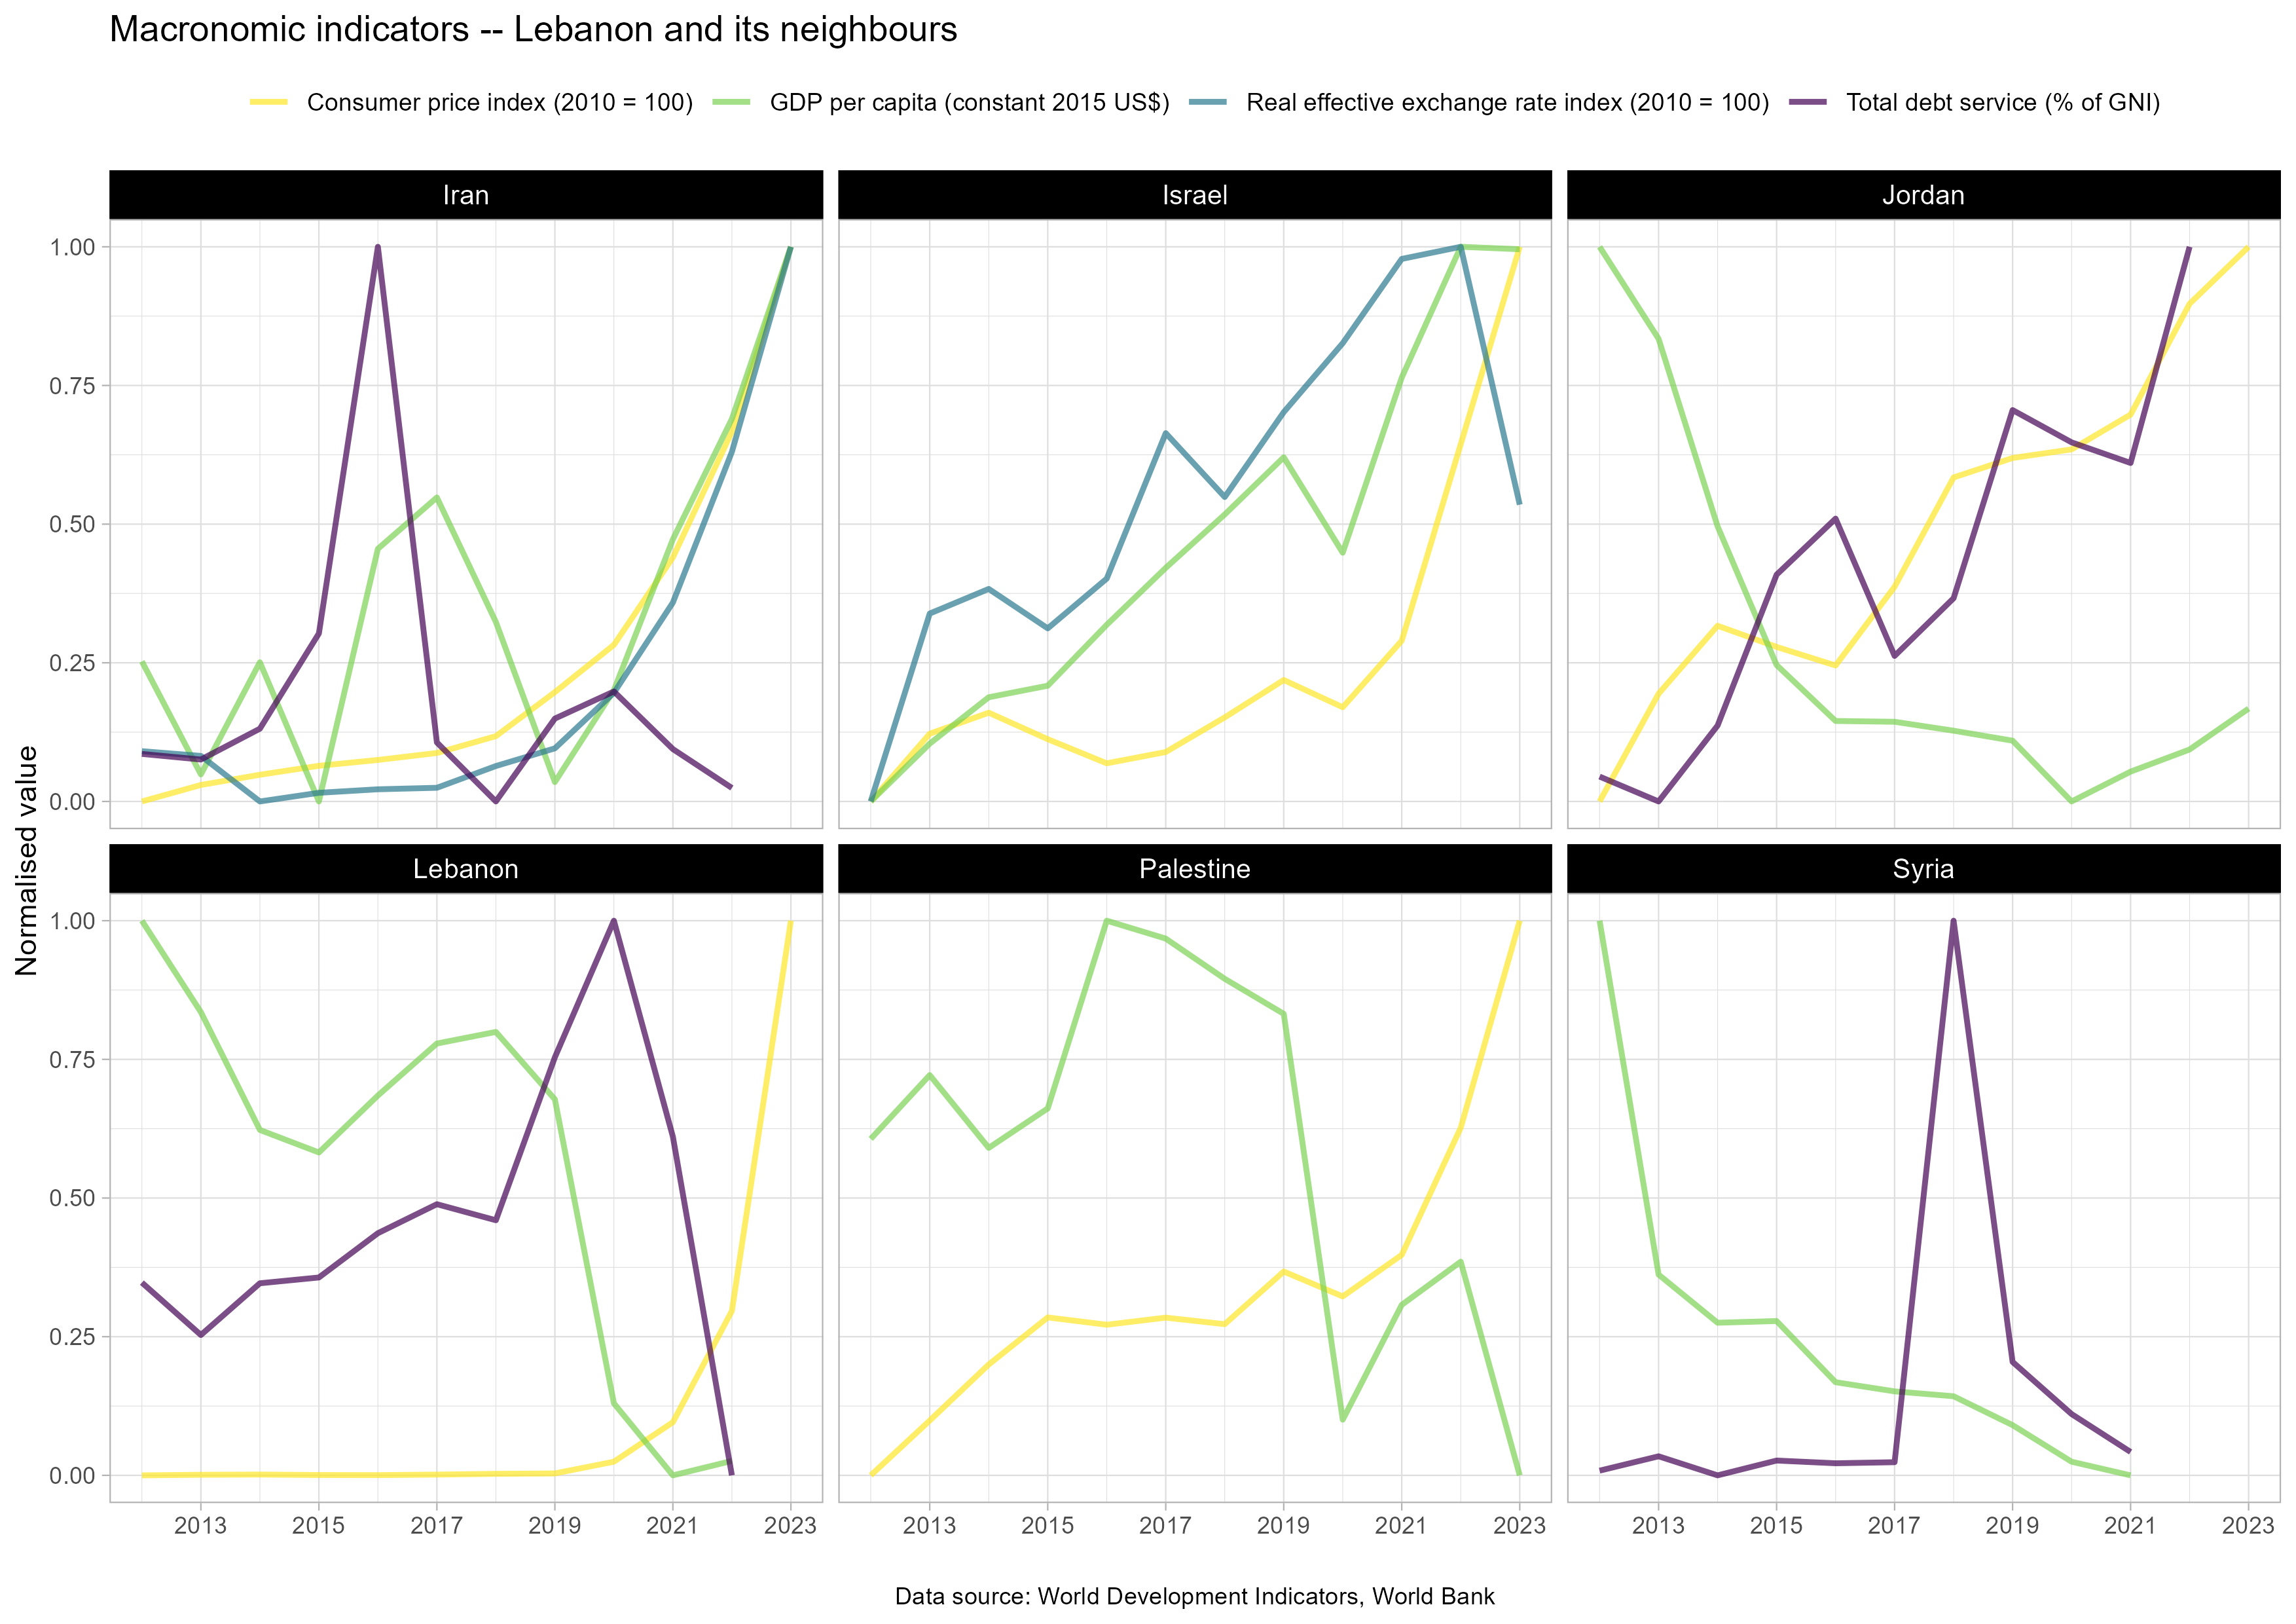 Macronomic indicators -- Lebanon and its neighbours
Consumer price index (2010 = 100) GDP per capita (constant 2015 US$) Real effective exchange rate index (2010 = 100) Total debt service (% of GNI)
Iran Israel Jordan
1.00
0.75
0.50
0.25
0.00
Normalised value
Lebanon Palestine Syria
1.00
0.75
0.50
0.25
0.00
2013 2015 2017 2019 2021 2023 2013 2015 2017 2019 2021 2023 2013 2015 2017 2019 2021 2023
Data source: World Development Indicators, World Bank